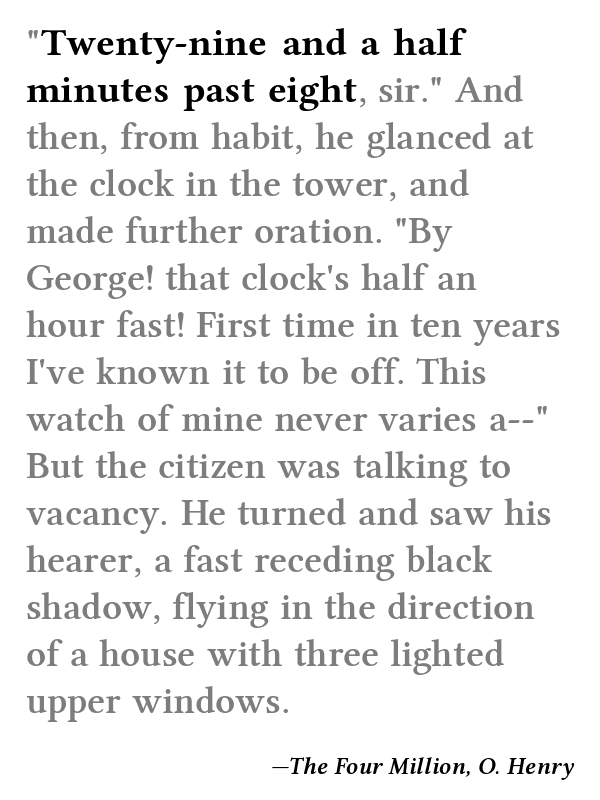 "Twenty-nine and a half
minutes past eight, sir." And
then, from habit, he glanced at
the clock in the tower, and
made further oration. "By
George! that clock's half an
hour fast! First time in ten years
I've known it to be off. This
watch of mine never varies a--"
But the citizen was talking to
vacancy. He turned and saw his
hearer, a fast receding black
shadow, flying in the direction
of a house with three lighted
upper windows.
—The Four Million, O. Henry